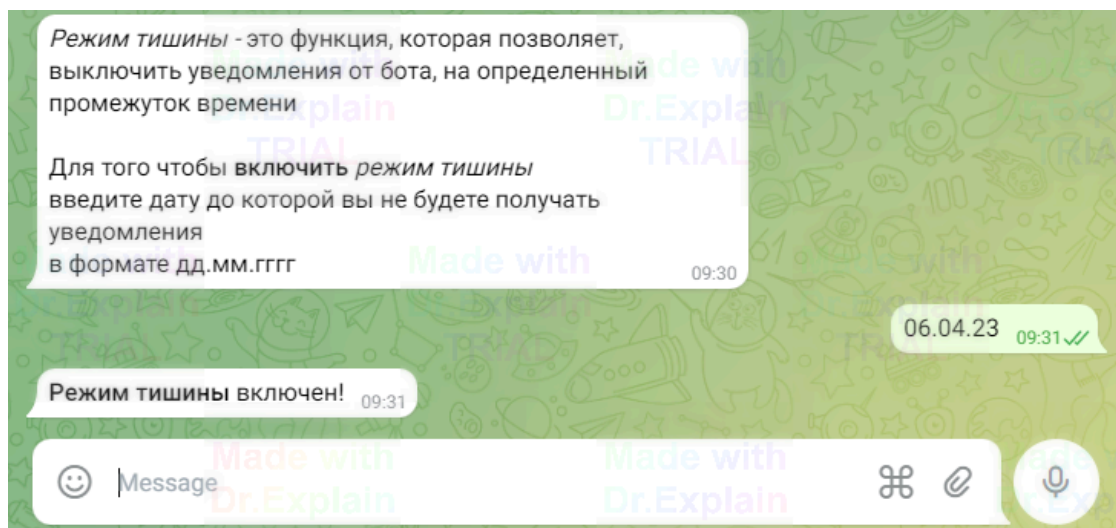 Режим тишины - это функция, которая позволяет,
выключить уведомления от бота, на определенный
промежуток времени
Для того чтобы включить режим тишины
введите дату до которой вы не будете получать
уведомления
в формате дд.мм.гггг
09:30
06.04.23 09:31
Режим тишины включен! 09:31
Message
Made with
Dr.Explain
TRIAL